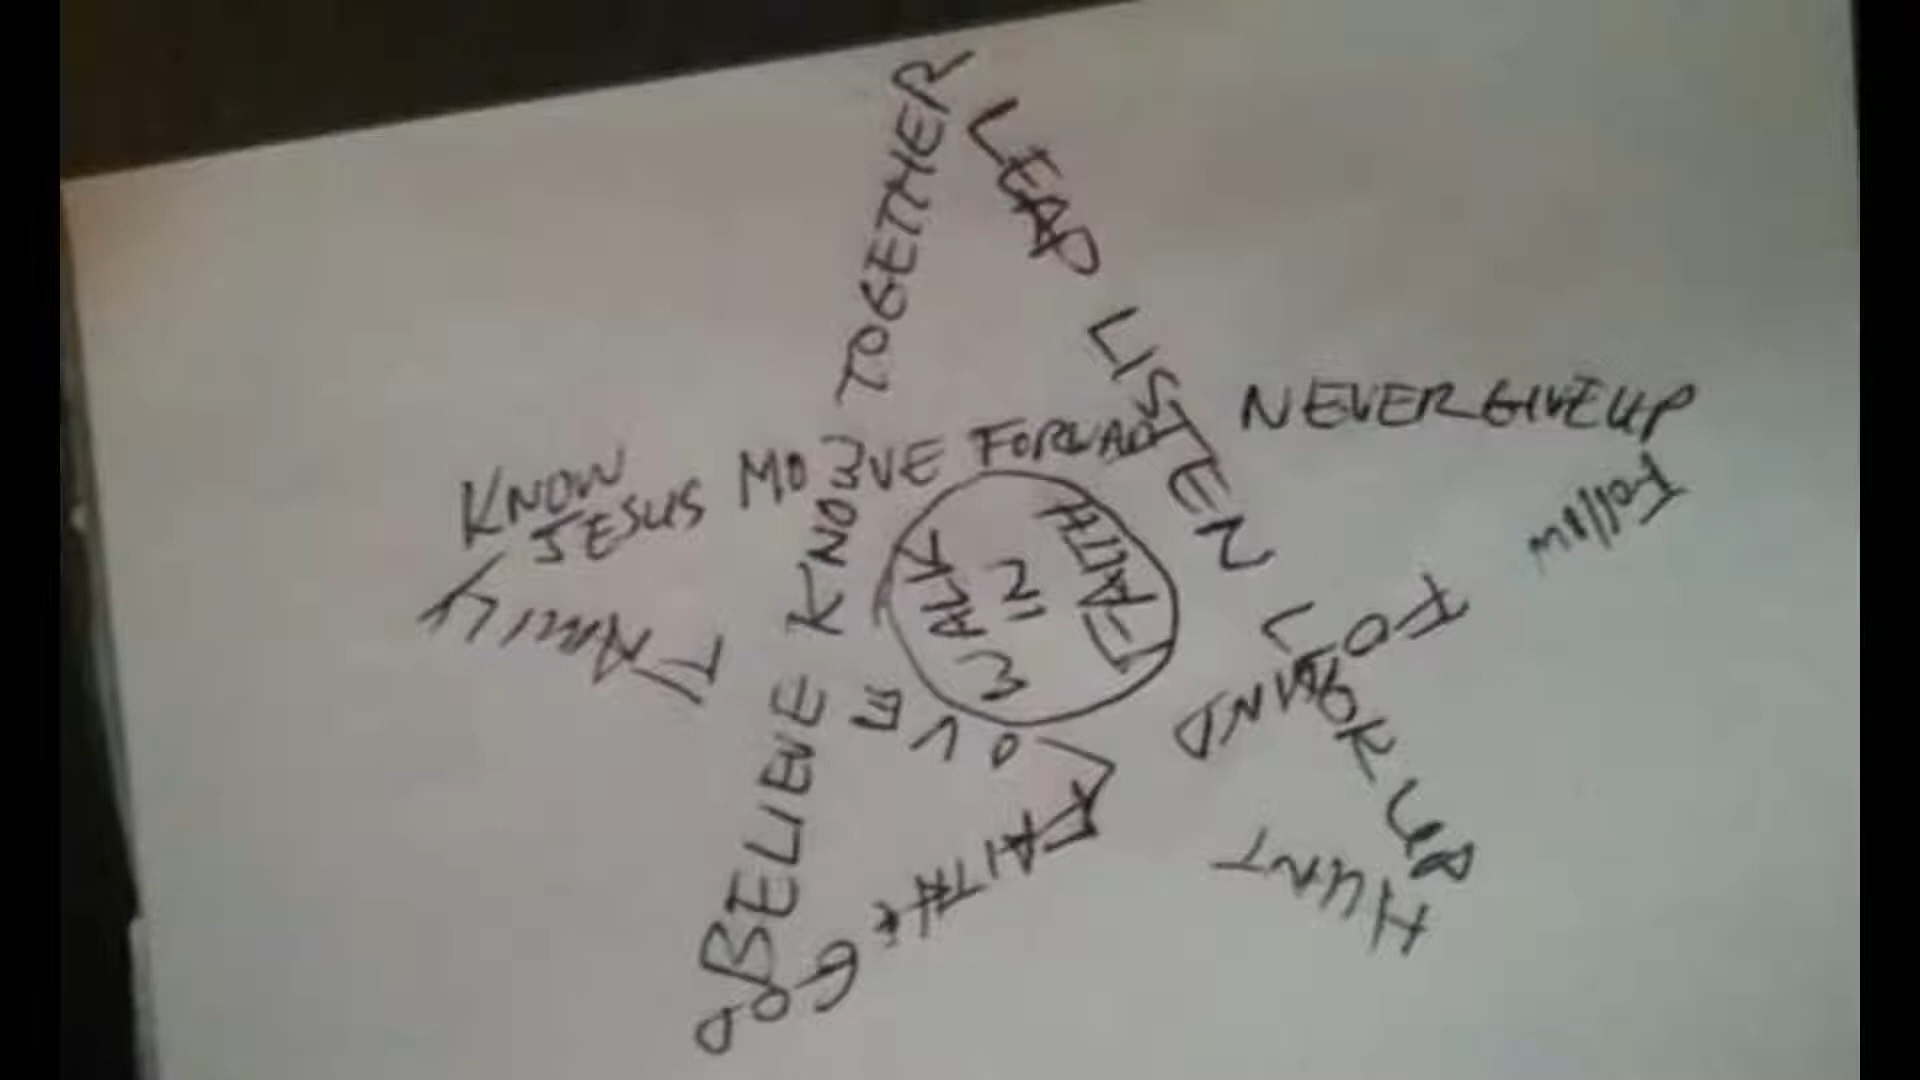 BELIEVE KNOW TOGETHER
LEAD LISTEN LOOK UP
KNOW
JESUS MOVE FORWAD NEVER GIVE UP
Follow
FOUND
HUNT
FAITH & GOD
LOVE
FAMILY
WALK
IN
FAITH